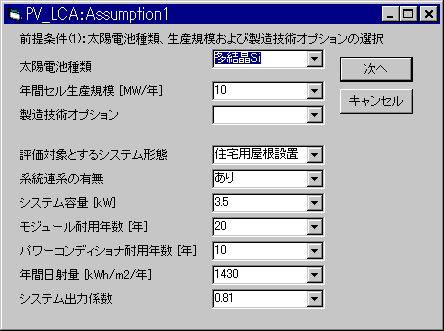 PV_LCA:Assumption1
前提条件(1):太陽電池種類、生産規模および製造技術オプションの選択
太陽電池種類 多結晶Si 次へ
年間セル生産規模 [MW/年] 10 キャンセル
製造技術オプション
評価対象とするシステム形態 住宅用屋根設置
系統連系の有無 あり
システム容量 [kW] 3.5
モジュール耐用年数 [年] 20
パワーコンディショナ耐用年数 [年] 10
年間日射量 [kWh/m2/年] 1430
システム出力係数 0.81